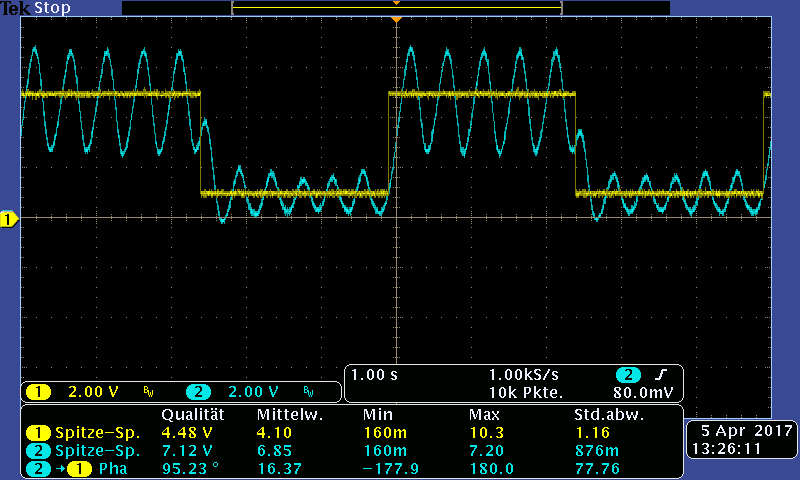 Tek Stop
1
1 2.00 V BW 2 2.00 V BW
1.00 s 1.00kS/s 2
10k Pkte. 80.0mV
Qualität Mittelw. Min Max Std.abw.
1 Spitze–Sp. 4.48 V 4.10 160m 10.3 1.16
2 Spitze–Sp. 7.12 V 6.85 160m 7.20 876m
2 → 1 Pha 95.23 ° 16.37 −177.9 180.0 77.76
5 Apr 2017
13:26:11